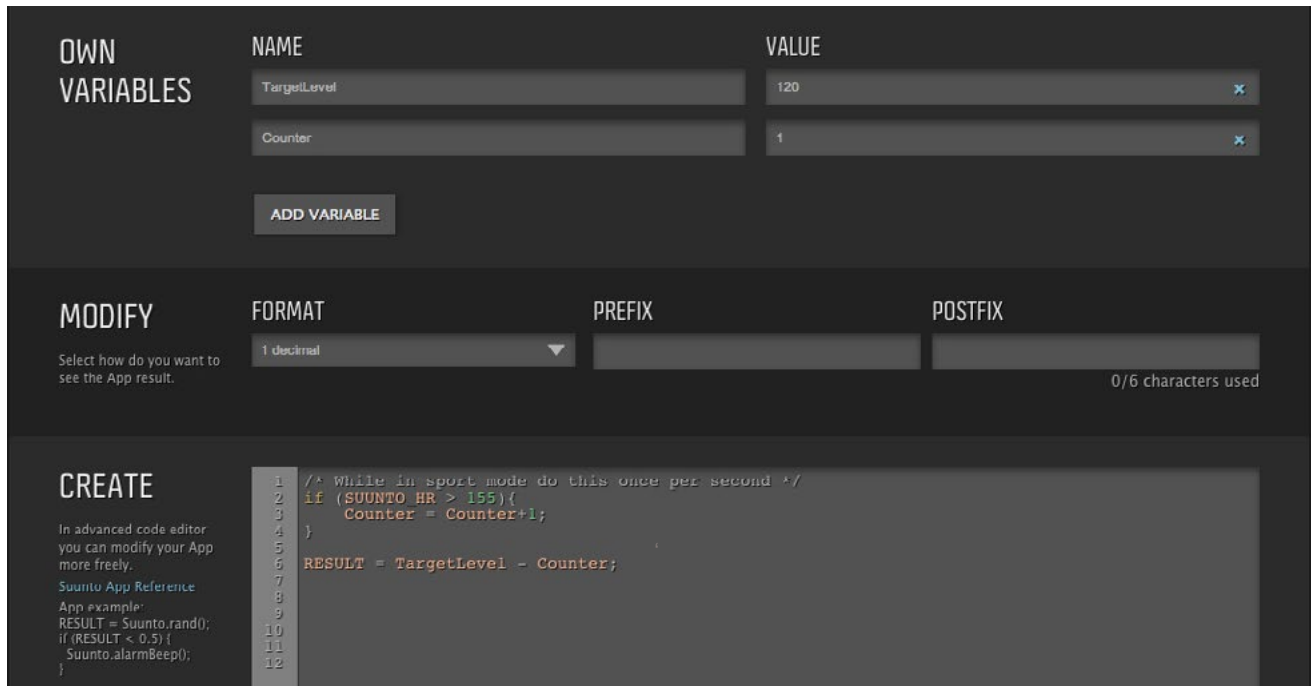 OWN
VARIABLES
NAME
VALUE
TargetLevel
120
×
Counter
1
×
ADD VARIABLE
MODIFY
Select how do you want to
see the App result.
FORMAT
PREFIX
POSTFIX
1 decimal
0/6 characters used
CREATE
In advanced code editor
you can modify your App
more freely.
Suunto App Reference
App example:
RESULT = Suunto.rand();
if (RESULT < 0.5) {
Suunto.alarmBeep();
}
1 /* While in sport mode do this once per second */
2 if (SUUNTO_HR > 155){
3 Counter = Counter+1;
4 }
5
6 RESULT = TargetLevel - Counter;
7
8
9
10
11
12